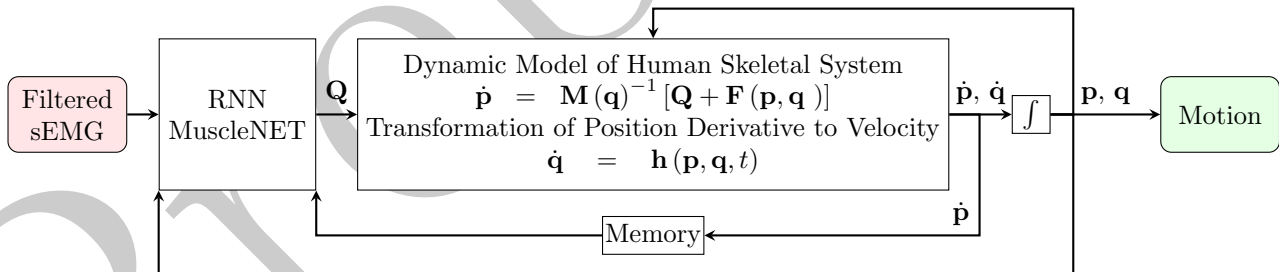 Filtered
sEMG
RNN
MuscleNET
Q
Dynamic Model of Human Skeletal System
ṗ = M (q)⁻¹ [Q + F (p, q )]
Transformation of Position Derivative to Velocity
q̇ = h (p, q, t)
ṗ, q̇
∫
p, q
Motion
ṗ
Memory